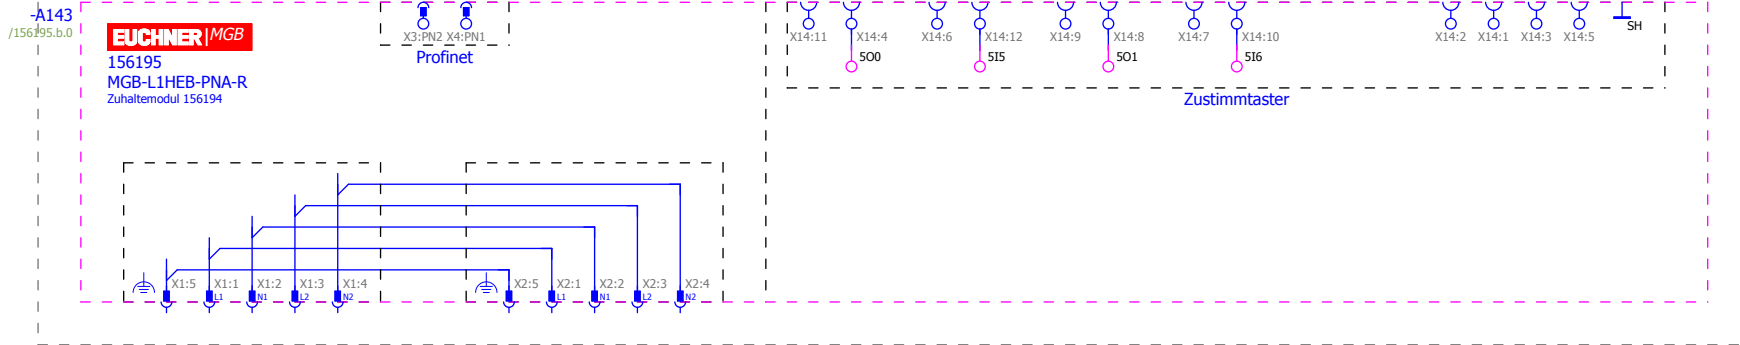 -A143
/156195.b.0
EUCHNER|MGB
156195
MGB-L1HEB-PNA-R
Zuhaltemodul 156194
X3:PN2 X4:PN1
Profinet
X14:11 X14:4 X14:6 X14:12 X14:9 X14:8 X14:7 X14:10 X14:2 X14:1 X14:3 X14:5 SH
5O0 5I5 5O1 5I6
Zustimmtaster
X1:5 X1:1 X1:2 X1:3 X1:4 X2:5 X2:1 X2:2 X2:3 X2:4
L1 N1 L2 N2 L1 N1 L2 N2